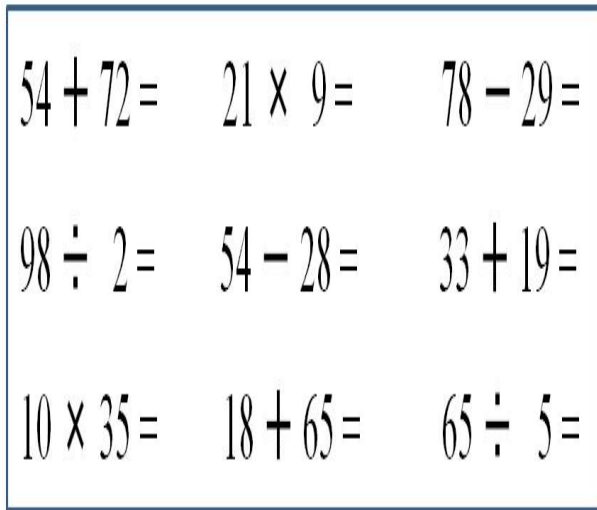 54 + 72 = 21 × 9 = 78 − 29 =
98 ÷ 2 = 54 − 28 = 33 + 19 =
10 × 35 = 18 + 65 = 65 ÷ 5 =